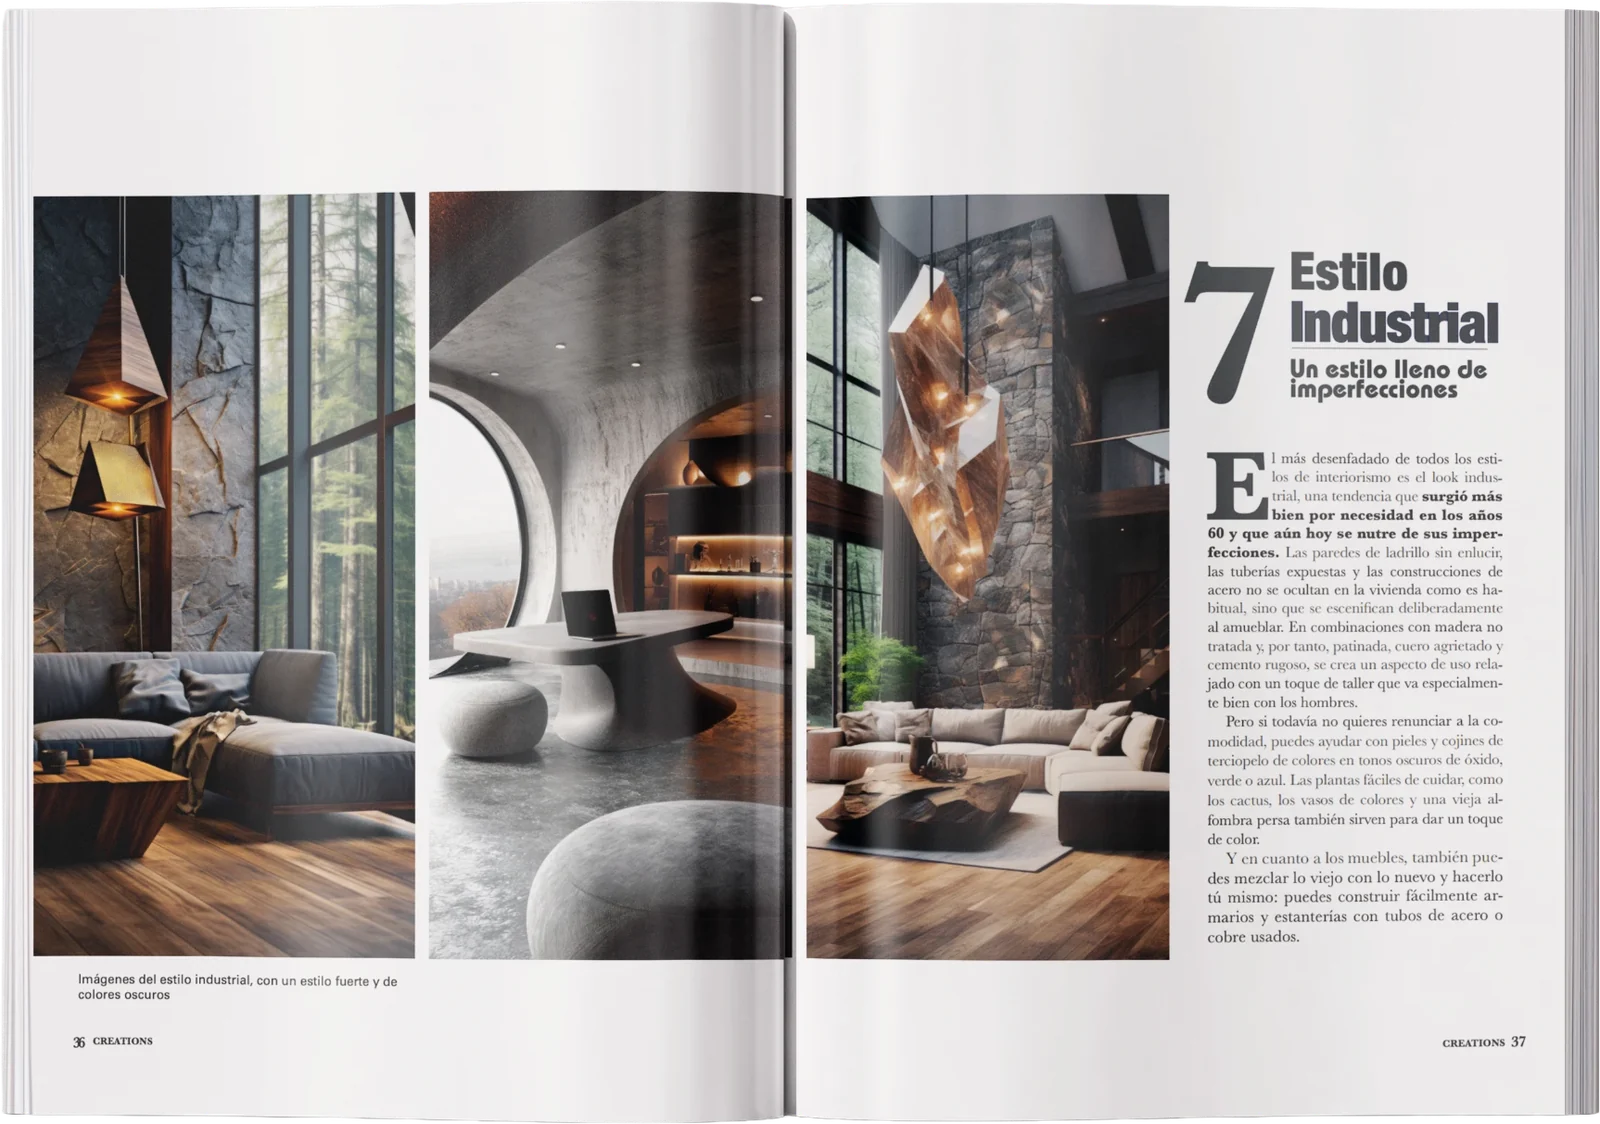 Imágenes del estilo industrial, con un estilo fuerte y de
colores oscuros
36 CREATIONS
7
Estilo
Industrial
Un estilo lleno de
imperfecciones
El más desenfadado de todos los esti-
los de interiorismo es el look indus-
trial, una tendencia que surgió más
bien por necesidad en los años
60 y que aún hoy se nutre de sus imper-
fecciones. Las paredes de ladrillo sin enlucir,
las tuberías expuestas y las construcciones de
acero no se ocultan en la vivienda como es ha-
bitual, sino que se escenifican deliberadamente
al amueblar. En combinaciones con madera no
tratada y, por tanto, patinada, cuero agrietado y
cemento rugoso, se crea un aspecto de uso rela-
jado con un toque de taller que va especialmen-
te bien con los hombres.
Pero si todavía no quieres renunciar a la co-
modidad, puedes ayudar con pieles y cojines de
terciopelo de colores en tonos oscuros de óxido,
verde o azul. Las plantas fáciles de cuidar, como
los cactus, los vasos de colores y una vieja al-
fombra persa también sirven para dar un toque
de color.
Y en cuanto a los muebles, también pue-
des mezclar lo viejo con lo nuevo y hacerlo
tú mismo: puedes construir fácilmente ar-
marios y estanterías con tubos de acero o
cobre usados.
CREATIONS 37